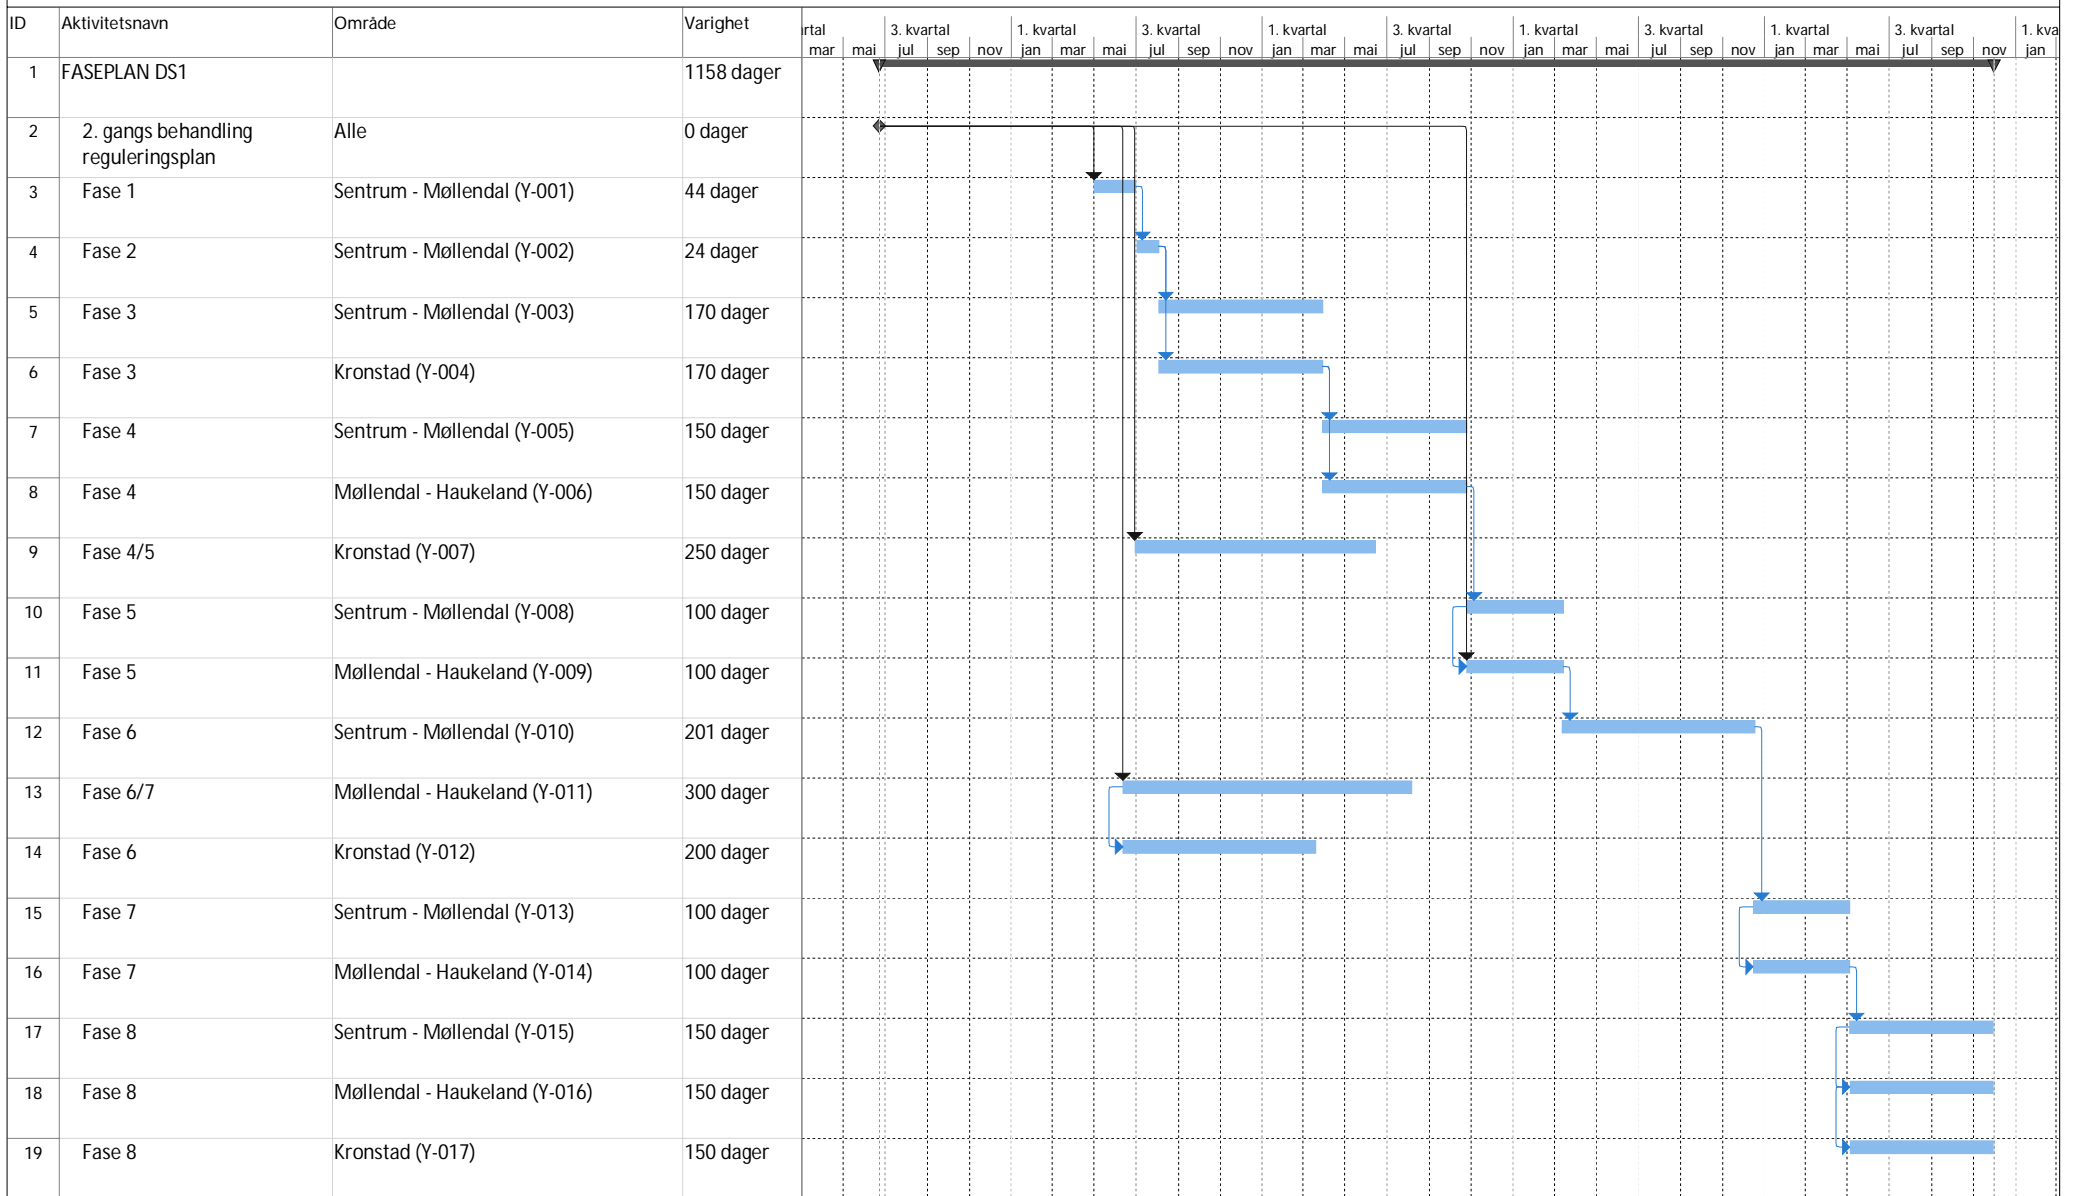 ID Aktivitetsnavn Område Varighet
rtal 3. kvartal 1. kvartal 3. kvartal 1. kvartal 3. kvartal 1. kvartal 3. kvartal 1. kvartal 3. kvartal 1. kva
mar mai jul sep nov jan mar mai jul sep nov jan mar mai jul sep nov jan mar mai jul sep nov jan mar mai jul sep nov jan
1 FASEPLAN DS1 1158 dager
2 2. gangs behandling Alle 0 dager
reguleringsplan
3 Fase 1 Sentrum - Møllendal (Y-001) 44 dager
4 Fase 2 Sentrum - Møllendal (Y-002) 24 dager
5 Fase 3 Sentrum - Møllendal (Y-003) 170 dager
6 Fase 3 Kronstad (Y-004) 170 dager
7 Fase 4 Sentrum - Møllendal (Y-005) 150 dager
8 Fase 4 Møllendal - Haukeland (Y-006) 150 dager
9 Fase 4/5 Kronstad (Y-007) 250 dager
10 Fase 5 Sentrum - Møllendal (Y-008) 100 dager
11 Fase 5 Møllendal - Haukeland (Y-009) 100 dager
12 Fase 6 Sentrum - Møllendal (Y-010) 201 dager
13 Fase 6/7 Møllendal - Haukeland (Y-011) 300 dager
14 Fase 6 Kronstad (Y-012) 200 dager
15 Fase 7 Sentrum - Møllendal (Y-013) 100 dager
16 Fase 7 Møllendal - Haukeland (Y-014) 100 dager
17 Fase 8 Sentrum - Møllendal (Y-015) 150 dager
18 Fase 8 Møllendal - Haukeland (Y-016) 150 dager
19 Fase 8 Kronstad (Y-017) 150 dager